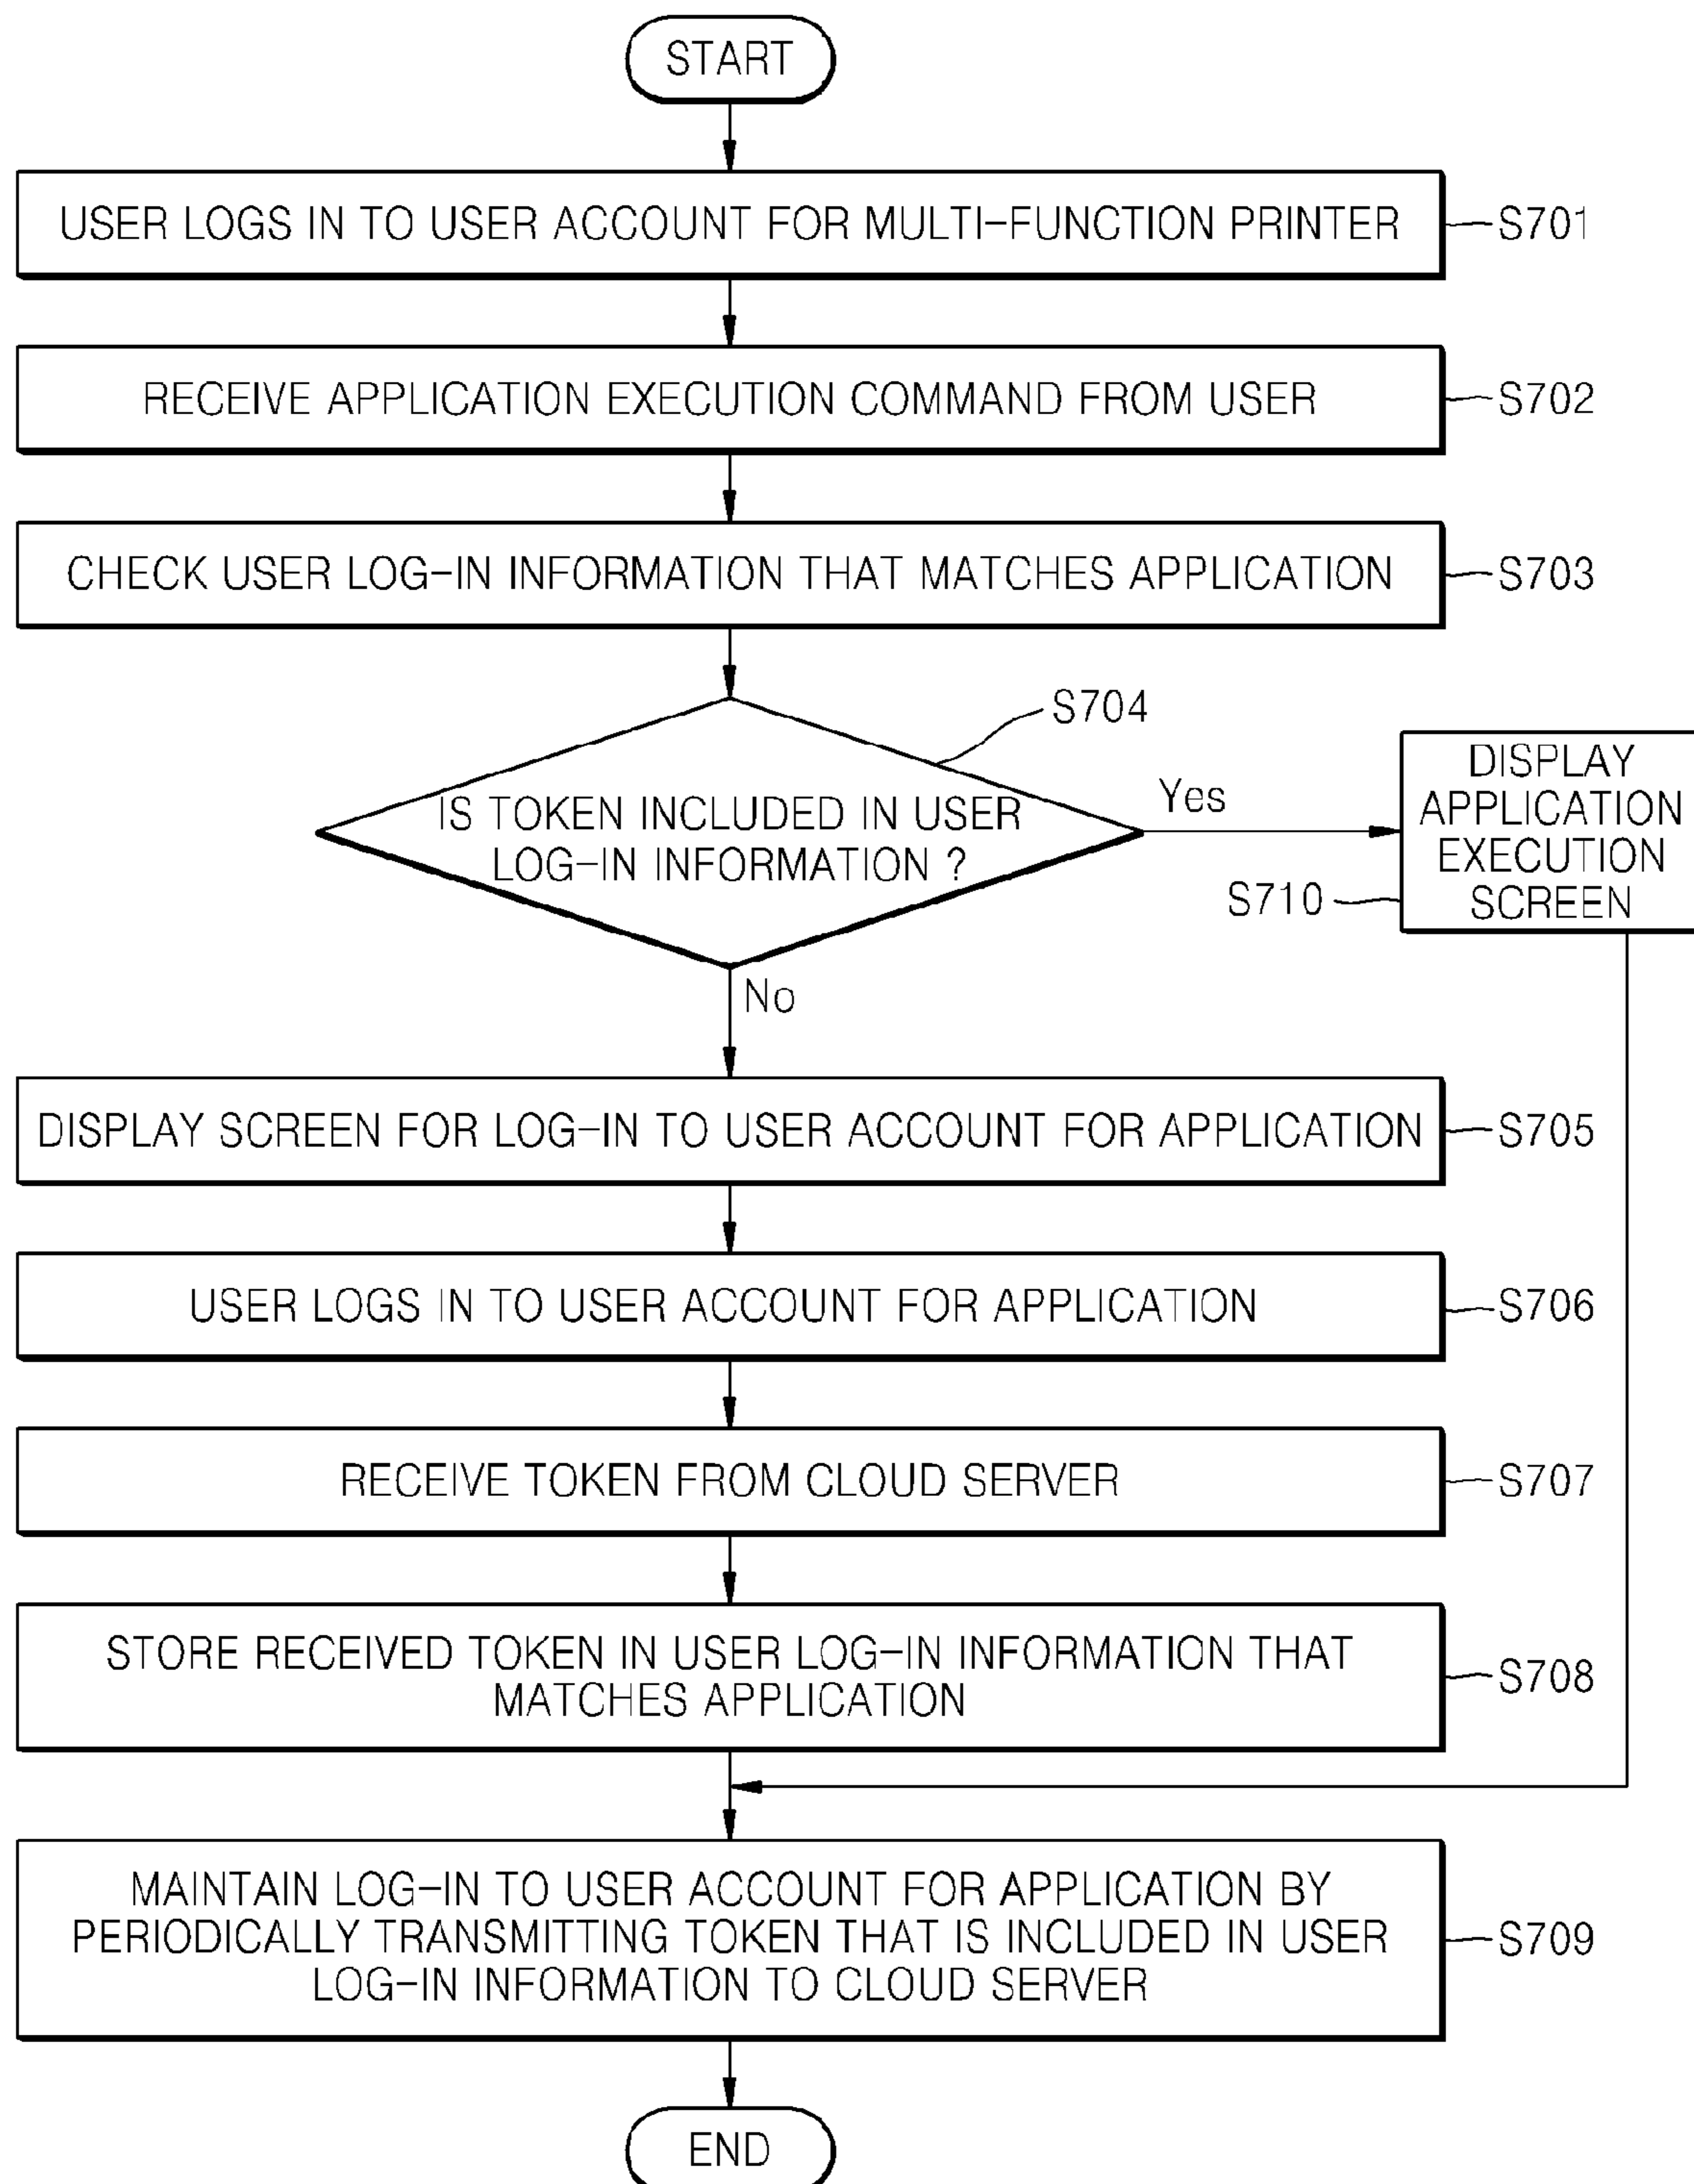 START
USER LOGS IN TO USER ACCOUNT FOR MULTI-FUNCTION PRINTER
S701
RECEIVE APPLICATION EXECUTION COMMAND FROM USER
S702
CHECK USER LOG-IN INFORMATION THAT MATCHES APPLICATION
S703
S704
IS TOKEN INCLUDED IN USER
LOG-IN INFORMATION ?
Yes
DISPLAY
APPLICATION
EXECUTION
SCREEN
S710
No
DISPLAY SCREEN FOR LOG-IN TO USER ACCOUNT FOR APPLICATION
S705
USER LOGS IN TO USER ACCOUNT FOR APPLICATION
S706
RECEIVE TOKEN FROM CLOUD SERVER
S707
STORE RECEIVED TOKEN IN USER LOG-IN INFORMATION THAT
MATCHES APPLICATION
S708
MAINTAIN LOG-IN TO USER ACCOUNT FOR APPLICATION BY
PERIODICALLY TRANSMITTING TOKEN THAT IS INCLUDED IN USER
LOG-IN INFORMATION TO CLOUD SERVER
S709
END